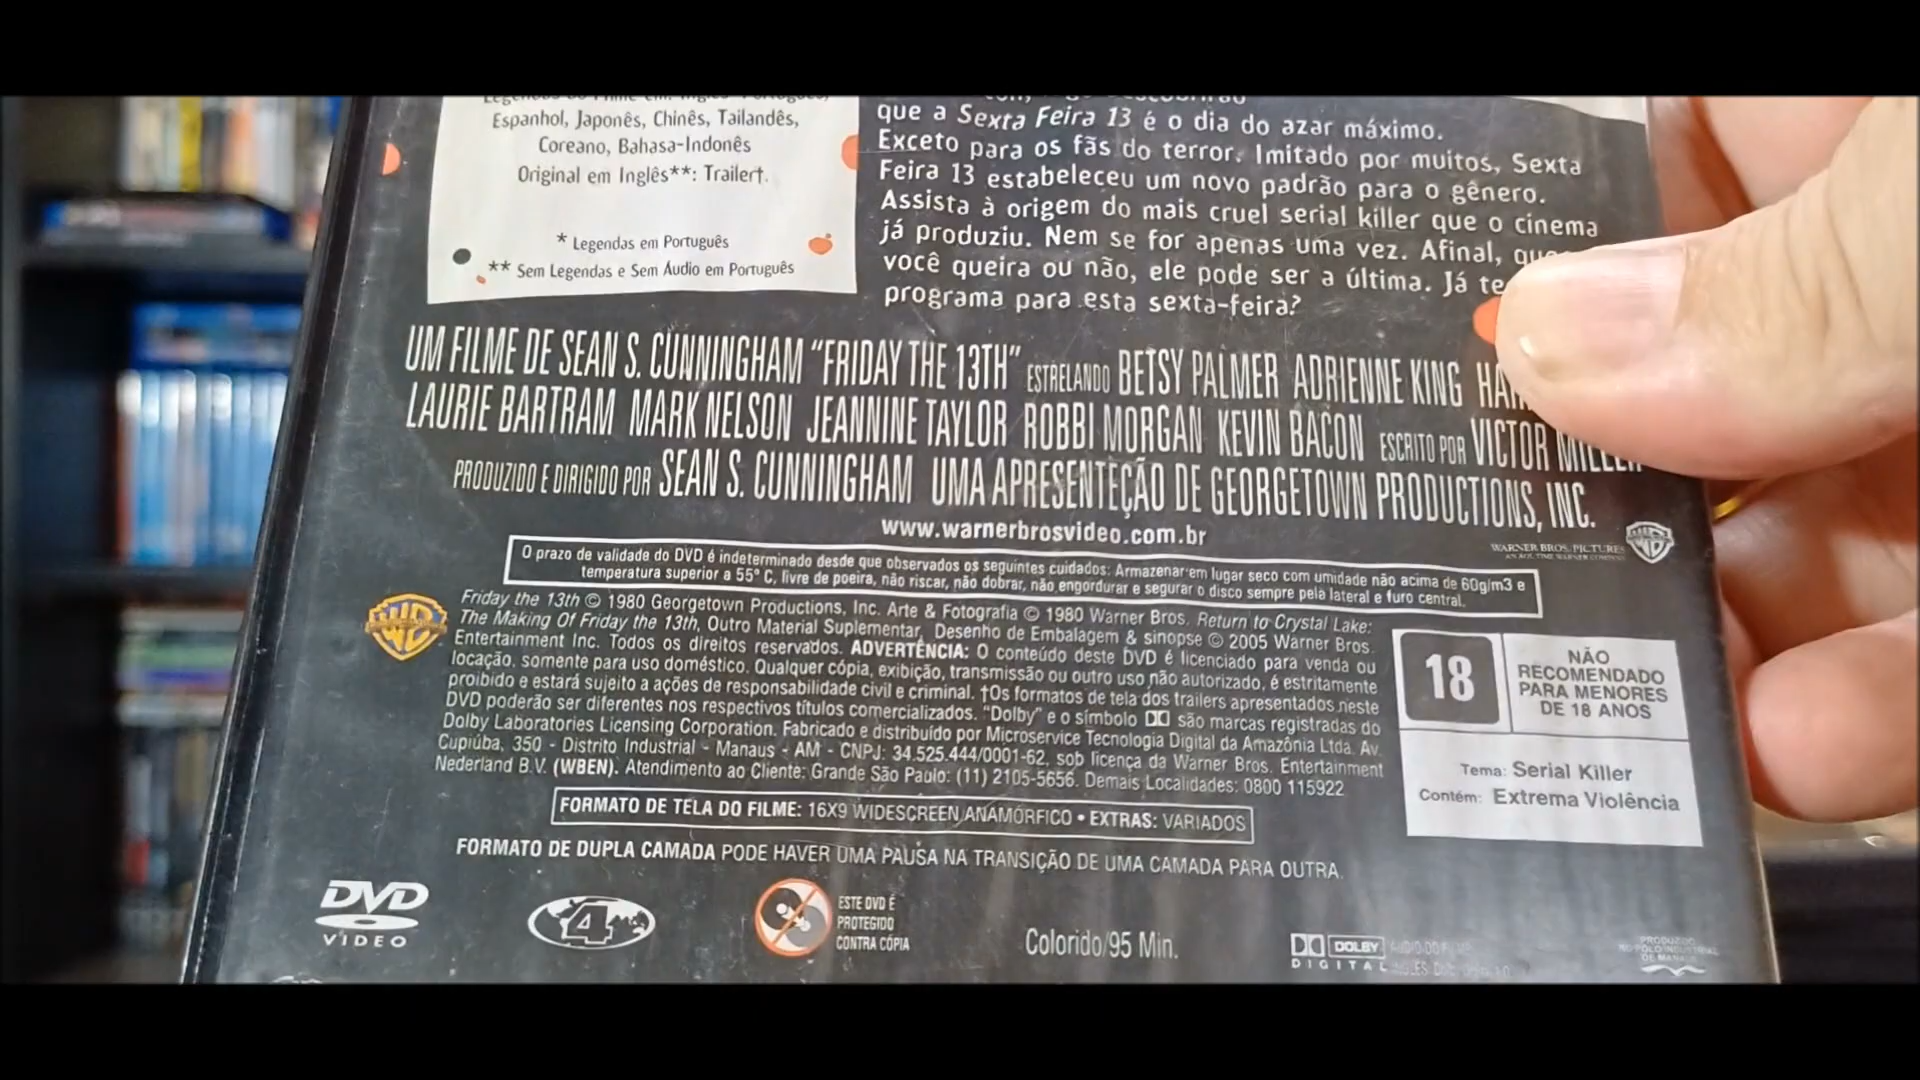 Espanhol, Japonês, Chinês, Tailandês,
Coreano, Bahasa-Indonês
Original em Inglês**: Trailer†.
* Legendas em Português
** Sem Legendas e Sem Áudio em Português
que a Sexta Feira 13 é o dia do azar máximo.
Exceto para os fãs do terror. Imitado por muitos, Sexta
Feira 13 estabeleceu um novo padrão para o gênero.
Assista à origem do mais cruel serial killer que o cinema
já produziu. Nem se for apenas uma vez. Afinal,
você queira ou não, ele pode ser a última. Já
programa para esta sexta-feira?
UM FILME DE SEAN S. CUNNINGHAM "FRIDAY THE 13TH" ESTRELANDO BETSY PALMER ADRIENNE KING
LAURIE BARTRAM MARK NELSON JEANNINE TAYLOR ROBBI MORGAN KEVIN BACON ESCRITO POR VICTOR MILLER
PRODUZIDO E DIRIGIDO POR SEAN S. CUNNINGHAM UMA APRESENTEÇÃO DE GEORGETOWN PRODUCTIONS, INC.
www.warnerbrosvideo.com.br
WARNER BROS. PICTURES
O prazo de validade do DVD é indeterminado desde que observados os seguintes cuidados: Armazenar em lugar seco com umidade não acima de 60g/m3 e
temperatura superior a 55° C, livre de poeira, não riscar, não dobrar, não engordurar e segurar o disco sempre pela lateral e furo central.
Friday the 13th © 1980 Georgetown Productions, Inc. Arte & Fotografia © 1980 Warner Bros. Return to Crystal Lake:
The Making Of Friday the 13th, Outro Material Suplementar, Desenho de Embalagem & sinopse © 2005 Warner Bros.
Entertainment Inc. Todos os direitos reservados. ADVERTÊNCIA: O conteúdo deste DVD é licenciado para venda ou
locação, somente para uso doméstico. Qualquer cópia, exibição, transmissão ou outro uso não autorizado, é estritamente
proibido e estará sujeito a ações de responsabilidade civil e criminal. †Os formatos de tela dos trailers apresentados neste
DVD poderão ser diferentes nos respectivos títulos comercializados. "Dolby" e o símbolo são marcas registradas do
Dolby Laboratories Licensing Corporation. Fabricado e distribuído por Microservice Tecnologia Digital da Amazônia Ltda. Av.
Cupiúba, 350 - Distrito Industrial - Manaus - AM - CNPJ: 34.525.444/0001-62, sob licença da Warner Bros. Entertainment
Nederland B.V. (WBEN). Atendimento ao Cliente: Grande São Paulo: (11) 2105-5656. Demais Localidades: 0800 115922
18
NÃO
RECOMENDADO
PARA MENORES
DE 18 ANOS
Tema: Serial Killer
Contém: Extrema Violência
FORMATO DE TELA DO FILME: 16X9 WIDESCREEN ANAMÓRFICO • EXTRAS: VARIADOS
FORMATO DE DUPLA CAMADA PODE HAVER UMA PAUSA NA TRANSIÇÃO DE UMA CAMADA PARA OUTRA.
DVD
VIDEO
4
ESTE DVD É
PROTEGIDO
CONTRA CÓPIA
Colorido/95 Min.
DOLBY
DIGITAL
PRODUZIDO
NO PÓLO INDUSTRIAL
DE MANAUS